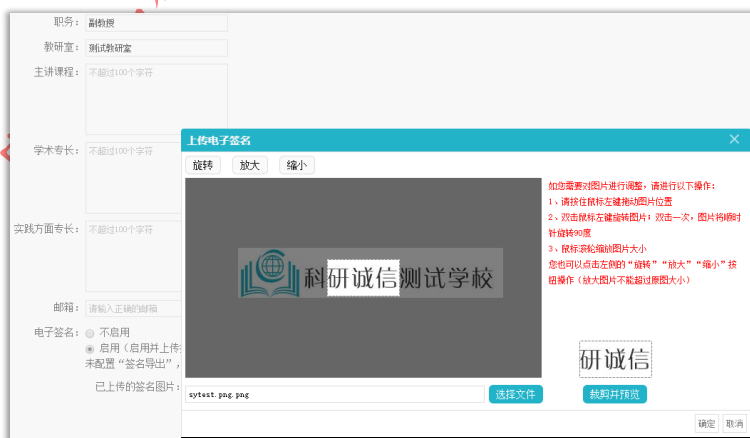 职务： 副教授
教研室： 测试教研室
主讲课程： 不超过100个字符
学术专长： 不超过100个字符
实践方面专长： 不超过100个字符
邮箱： 请输入正确的邮箱
电子签名： 不启用
启用（启用并上传
未配置“签名导出”，
已上传的签名图片：
上传电子签名
旋转 放大 缩小
科研诚信测试学校
如您需要对图片进行调整，请进行以下操作：
1、请按住鼠标左键拖动图片位置
2、双击鼠标左键旋转图片；双击一次，图片将顺时
针旋转90度
3、鼠标滚轮缩放图片大小
您也可以点击左侧的“旋转”“放大”“缩小”按
钮操作（放大图片不能超过原图大小）
研诚信
sytest.png.png 选择文件 裁剪并预览
确定 取消